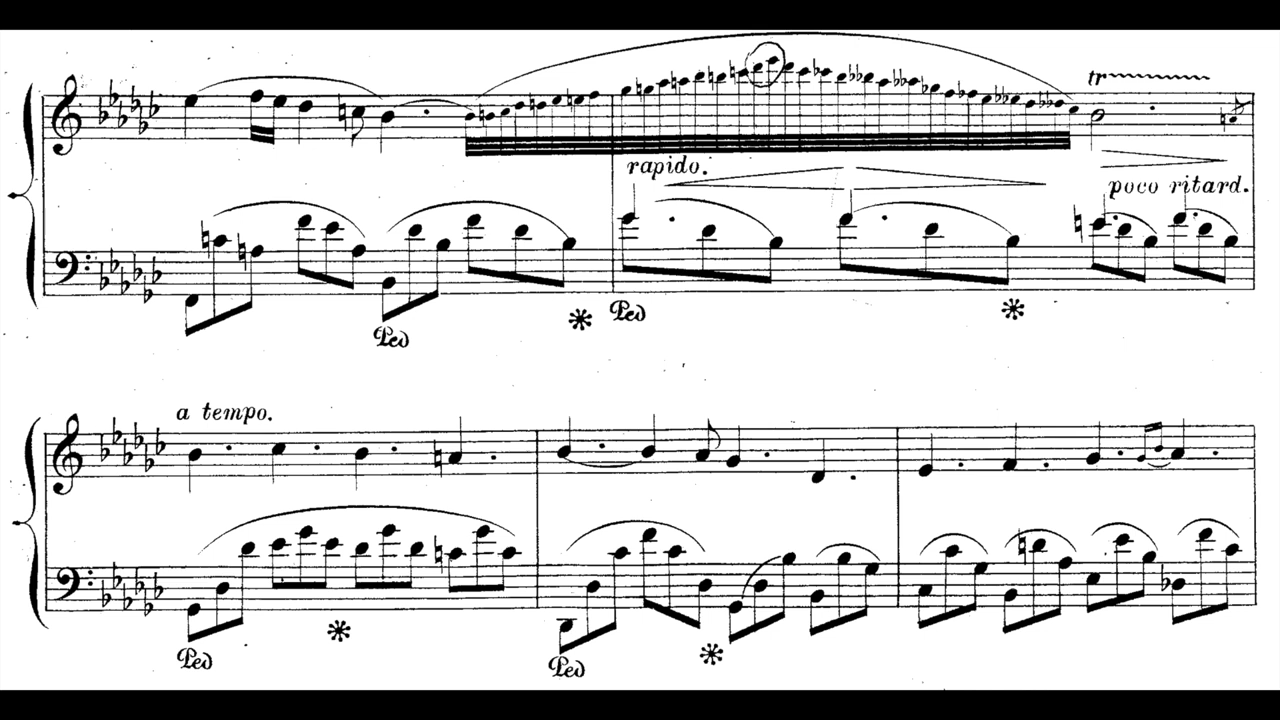 tr
rapido.
poco ritard.
Ped
Ped
a tempo.
Ped
Ped